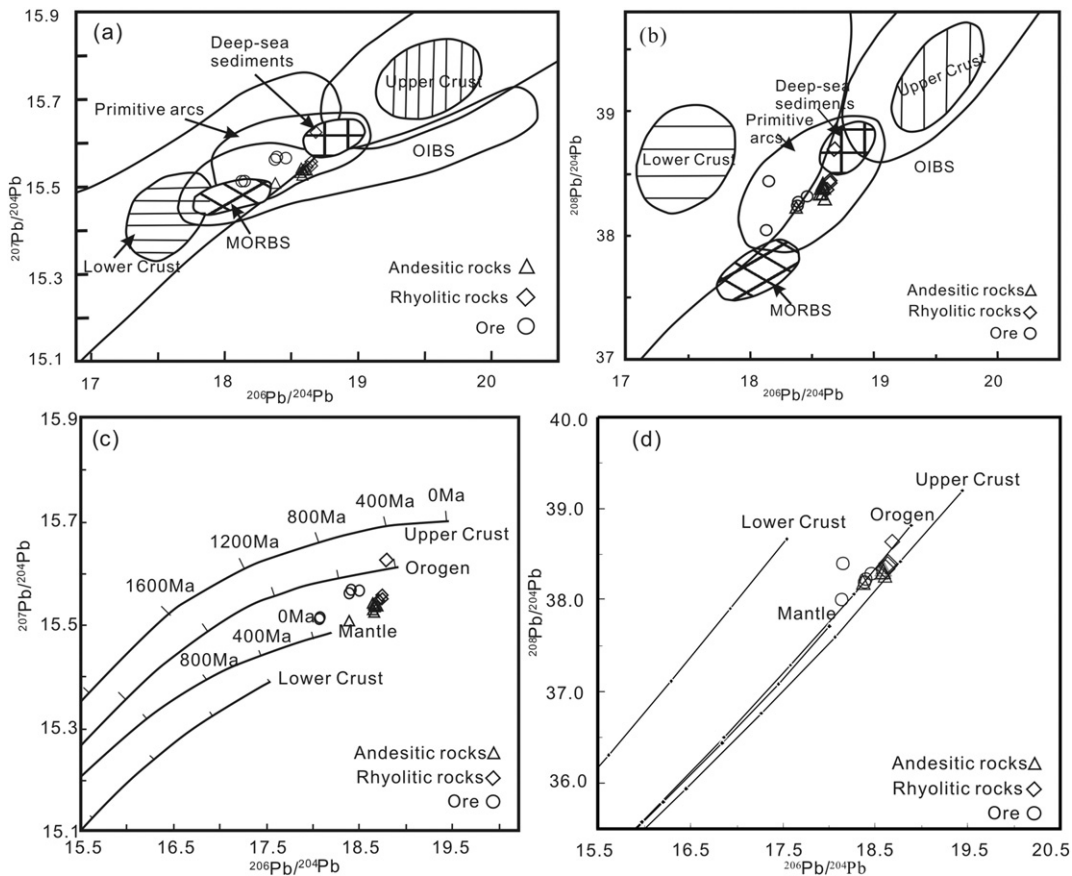 (a)
15.9
15.7
15.5
15.3
15.1
207Pb/204Pb
Deep-sea
sediments
Upper Crust
Primitive arcs
OIBS
MORBS
Lower Crust
Andesitic rocks
Rhyolitic rocks
Ore
17
18
19
20
206Pb/204Pb
(b)
39
38
37
208Pb/204Pb
Deep-sea
sediments
Upper Crust
Primitive
arcs
Lower Crust
OIBS
MORBS
Andesitic rocks
Rhyolitic rocks
Ore
17
18
19
20
206Pb/204Pb
(c)
15.9
15.7
15.5
15.3
15.1
207Pb/204Pb
0Ma
400Ma
800Ma
1200Ma
1600Ma
Upper Crust
Orogen
0Ma
Mantle
400Ma
800Ma
Lower Crust
Andesitic rocks
Rhyolitic rocks
Ore
15.5
16.5
17.5
18.5
19.5
206Pb/204Pb
(d)
40.0
39.0
38.0
37.0
36.0
208Pb/204Pb
Upper Crust
Lower Crust
Orogen
Mantle
Andesitic rocks
Rhyolitic rocks
Ore
15.5
16.5
17.5
18.5
19.5
20.5
206Pb/204Pb